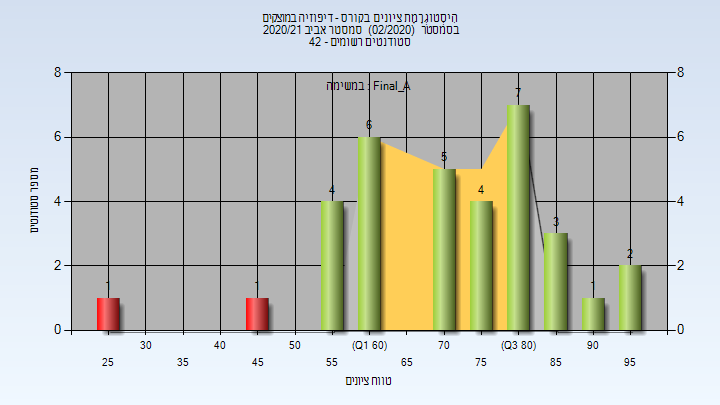 היסטוגרמת ציונים בקורס - דיפוזיה במוצקים
בסמסטר (02/2020) סמסטר אביב 2020/21
סטודנטים רשומים - 42
במשימה : Final_A
8 8
7
6 6 6
5
4 4 4 4
3
2 2 2
1 1 1
0 0
מספר סטודנטים
30 40 50 (Q1 60) 70 (Q3 80) 90
25 35 45 55 65 75 85 95
טווח ציונים